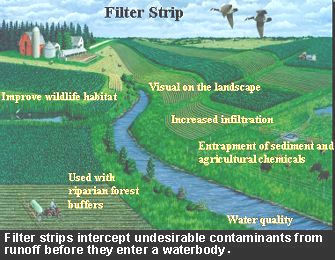 Filter Strip
Visual on the landscape
Improve wildlife habitat
Increased infiltration
Entrapment of sediment and
agricultural chemicals
Used with
riparian forest
buffers
Water quality
Filter strips intercept undesirable contaminants from
runoff before they enter a waterbody.